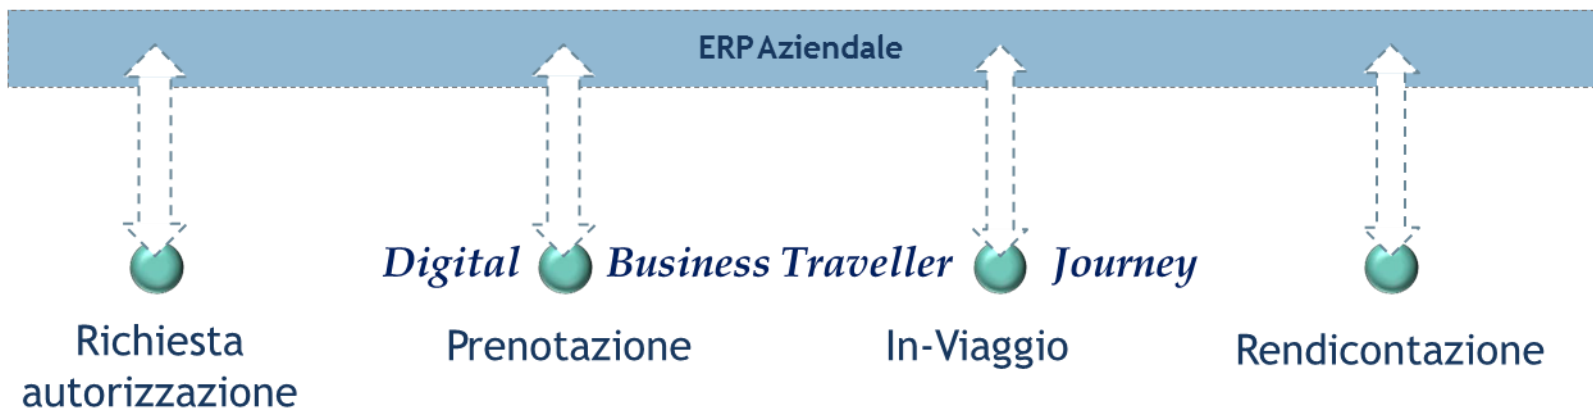 ERP Aziendale
Digital Business Traveller Journey
Richiesta
autorizzazione
Prenotazione
In-Viaggio
Rendicontazione